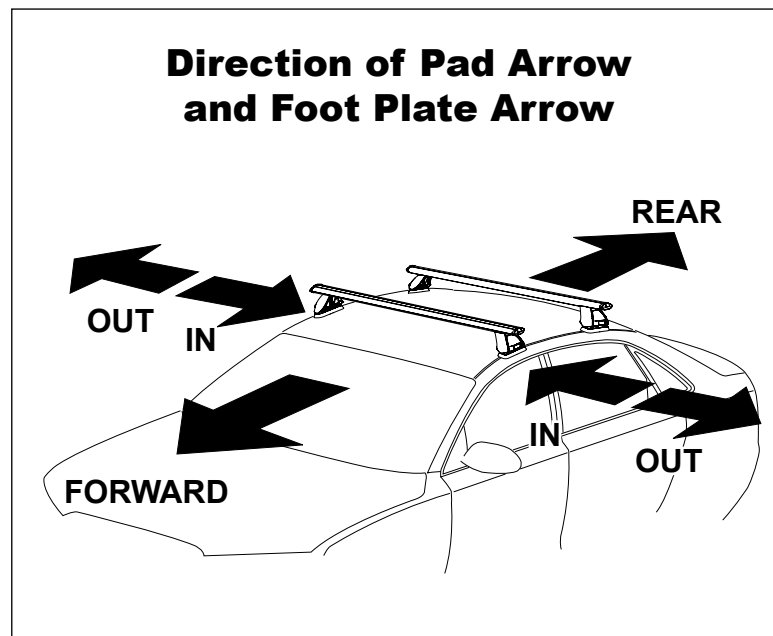 Direction of Pad Arrow
and Foot Plate Arrow
REAR
OUT
IN
IN
OUT
FORWARD